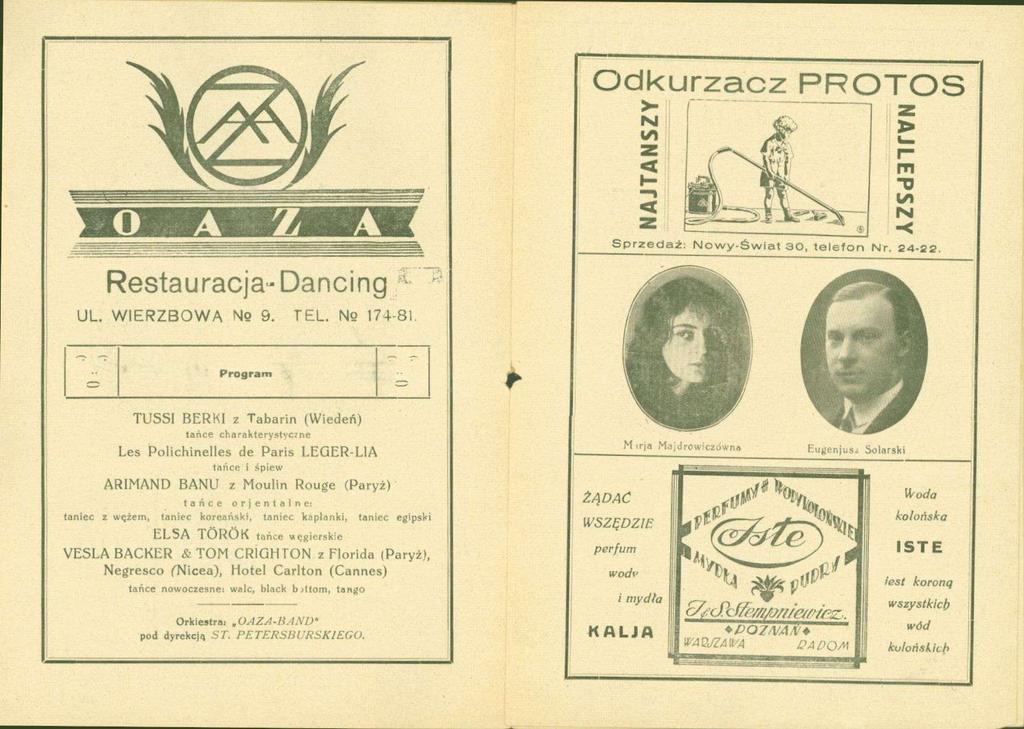 OAZA
Restauracja-Dancing
UL. WIERZBOWA № 9. TEL. № 174-81.
Program
TUSSI BERKI z Tabarin (Wiedeń)
tańce charakterystyczne
Les Polichinelles de Paris LEGER-LIA
tańce i śpiew
ARIMAND BANU z Moulin Rouge (Paryż)
tańce orjentalne:
taniec z wężem, taniec koreański, taniec kapłanki, taniec egipski
ELSA TÖRÖK tańce węgierskie
VESLA BACKER & TOM CRIGHTON z Florida (Paryż),
Negresco (Nicea), Hotel Carlton (Cannes)
tańce nowoczesne: walc, black bottom, tango
Orkiestra: „OAZA-BAND"
pod dyrekcją ST. PETERSBURSKIEGO.
Odkurzacz PROTOS
NAJTANSZY
NAJLEPSZY
Sprzedaż: Nowy-Świat 30, telefon Nr. 24-22.
Mirja Majdrowiczówna
Eugenjusz Solarski
ŻĄDAĆ
WSZĘDZIE
perfum
wody
i mydła
KALJA
PERFUMY WODY KOLOŃSKIE
Iste
MYDŁA PUDRY
J&S. Stempniewicz.
POZNAŃ
WARSZAWA RADOM
Woda
kolońska
ISTE
jest koroną
wszystkich
wód
kolońskich